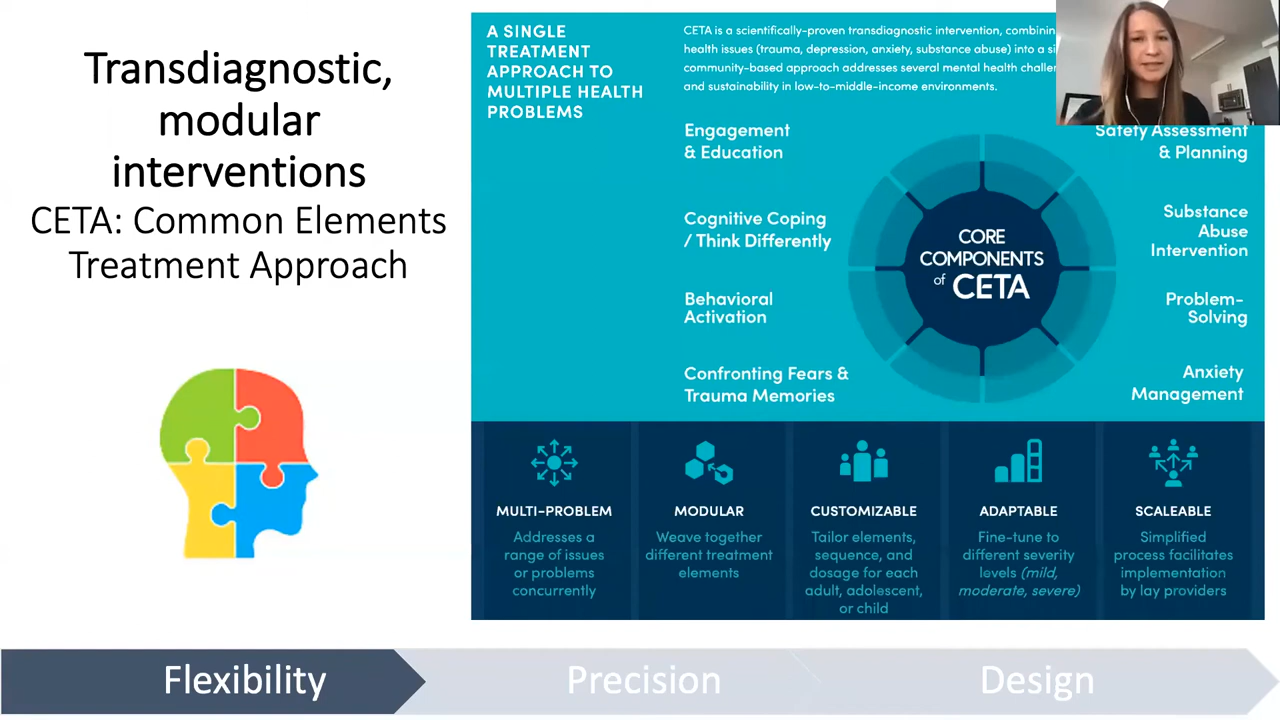 Transdiagnostic,
modular
interventions
CETA: Common Elements
Treatment Approach
A SINGLE
TREATMENT
APPROACH TO
MULTIPLE HEALTH
PROBLEMS
CETA is a scientifically-proven transdiagnostic intervention, combinin
health issues (trauma, depression, anxiety, substance abuse) into a si
community-based approach addresses several mental health challen
and sustainability in low-to-middle-income environments.
Engagement
& Education
Cognitive Coping
/ Think Differently
Behavioral
Activation
Confronting Fears &
Trauma Memories
CORE
COMPONENTS
of CETA
Safety Assessment
& Planning
Substance
Abuse
Intervention
Problem-
Solving
Anxiety
Management
MULTI-PROBLEM
Addresses a
range of issues
or problems
concurrently
MODULAR
Weave together
different treatment
elements
CUSTOMIZABLE
Tailor elements,
sequence, and
dosage for each
adult, adolescent,
or child
ADAPTABLE
Fine-tune to
different severity
levels (mild,
moderate, severe)
SCALEABLE
Simplified
process facilitates
implementation
by lay providers
Flexibility
Precision
Design